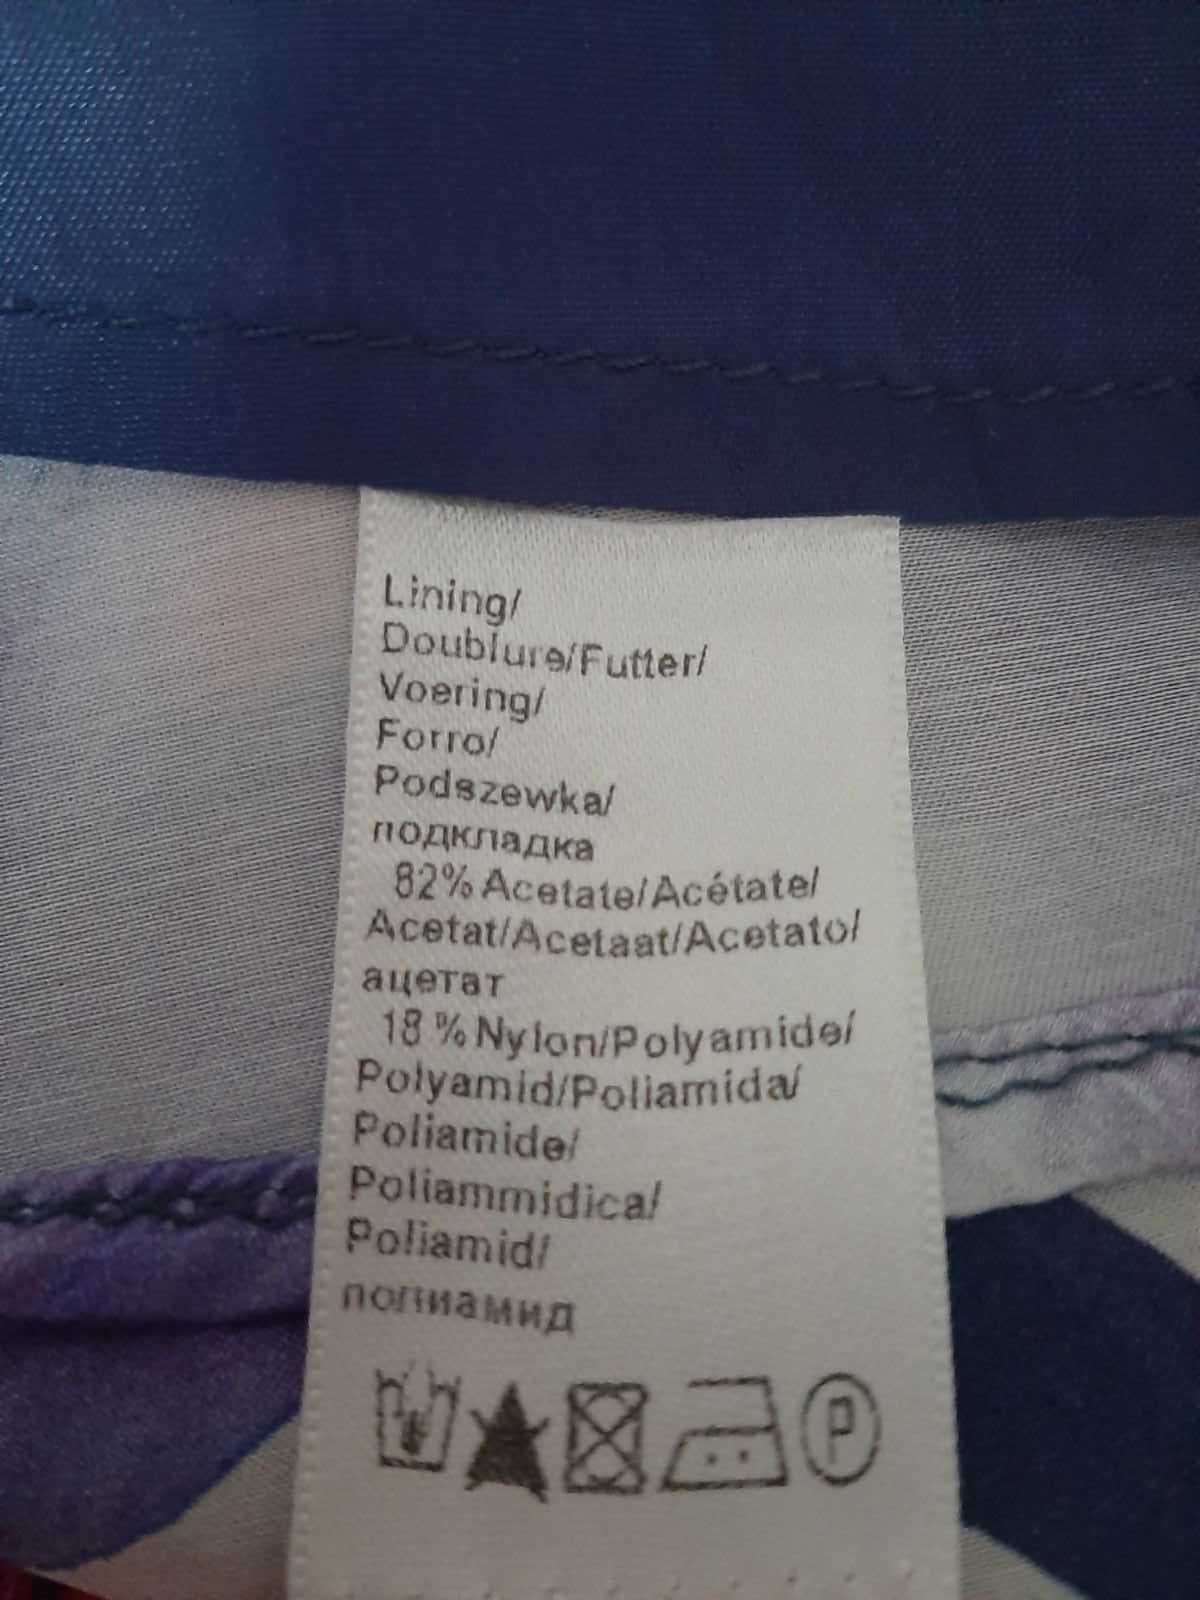 Lining/
Doublure/Futter/
Voering/
Forro/
Podszewka/
подкладка
82% Acetate/Acétate/
Acetat/Acetaat/Acetato/
ацетат
18 % Nylon/Polyamide/
Polyamid/Poliamida/
Poliamide/
Poliammidica/
Poliamid/
полиамид
P